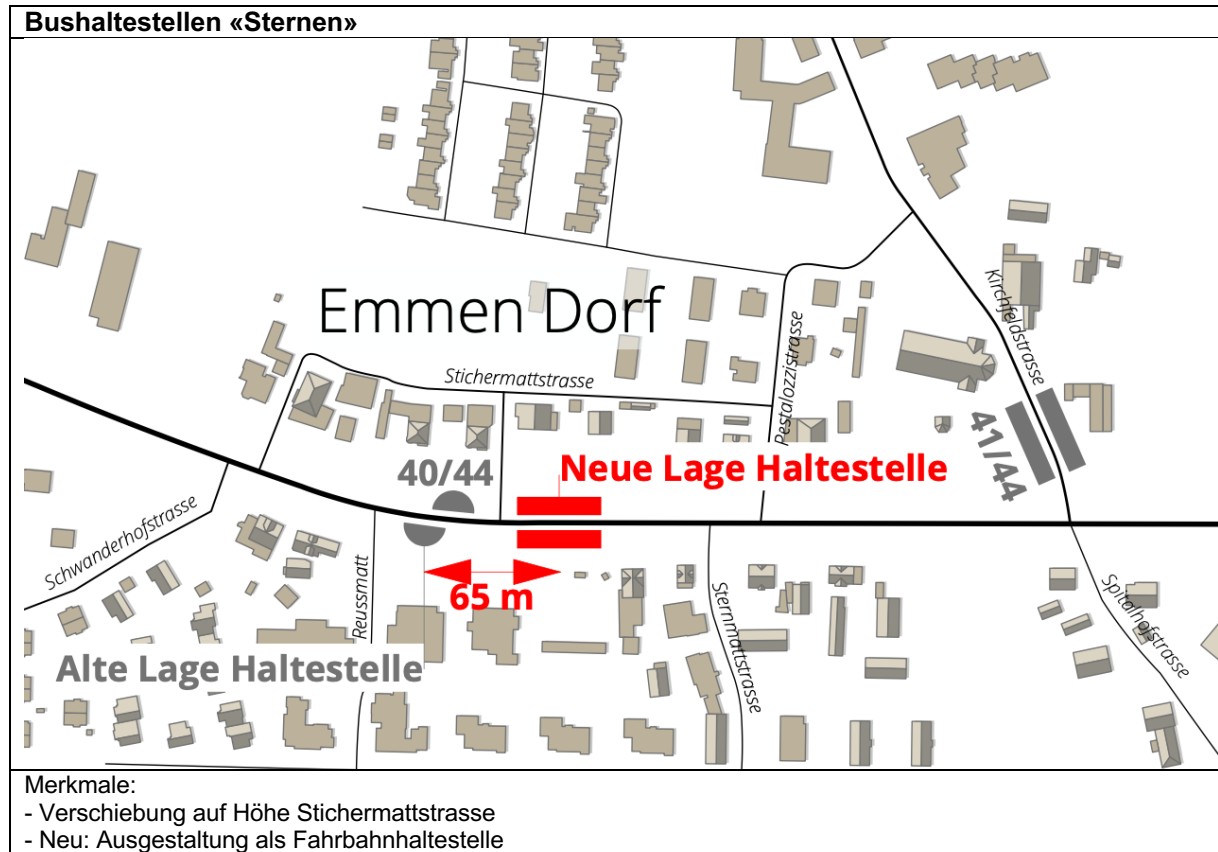 Bushaltestellen «Sternen»
Emmen Dorf
Kirchfeldstrasse
Stichermattstrasse
Pestalozzistrasse
40/44
Neue Lage Haltestelle
41/44
Schwanderhofstrasse
Reussmatt
65 m
Sternmattstrasse
Spitalhofstrasse
Alte Lage Haltestelle
Merkmale:
- Verschiebung auf Höhe Stichermattstrasse
- Neu: Ausgestaltung als Fahrbahnhaltestelle